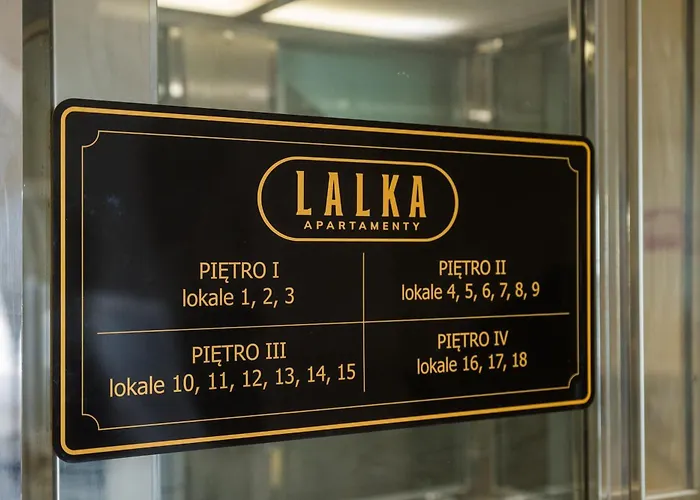 LALKA
APARTAMENTY
PIĘTRO I
lokale 1, 2, 3
PIĘTRO II
lokale 4, 5, 6, 7, 8, 9
PIĘTRO III
lokale 10, 11, 12, 13, 14, 15
PIĘTRO IV
lokale 16, 17, 18